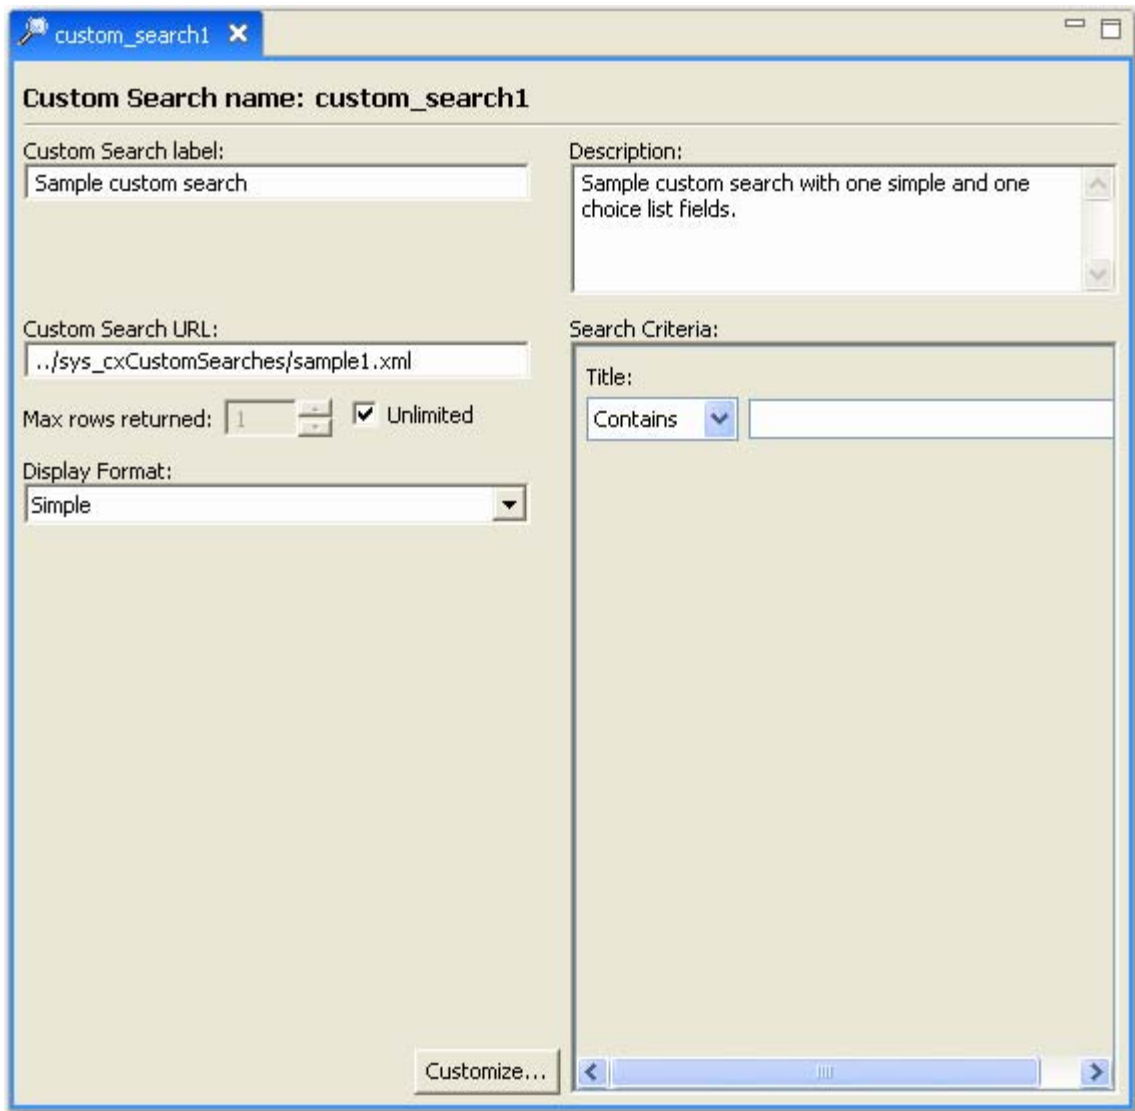 custom_search1
Custom Search name: custom_search1
Custom Search label:
Sample custom search
Description:
Sample custom search with one simple and one
choice list fields.
Custom Search URL:
../sys_cxCustomSearches/sample1.xml
Max rows returned: 1 Unlimited
Display Format:
Simple
Search Criteria:
Title:
Contains
Customize...